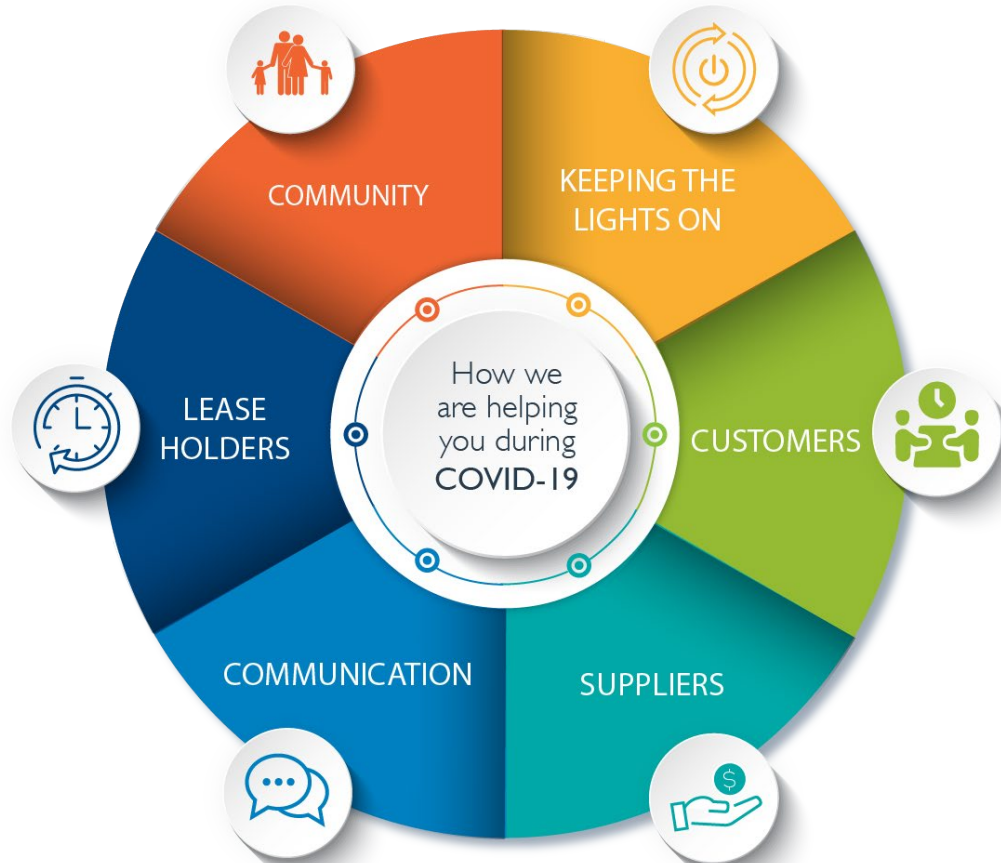 COMMUNITY
KEEPING THE
LIGHTS ON
How we
are helping
you during
COVID-19
LEASE
HOLDERS
CUSTOMERS
COMMUNICATION
SUPPLIERS
$